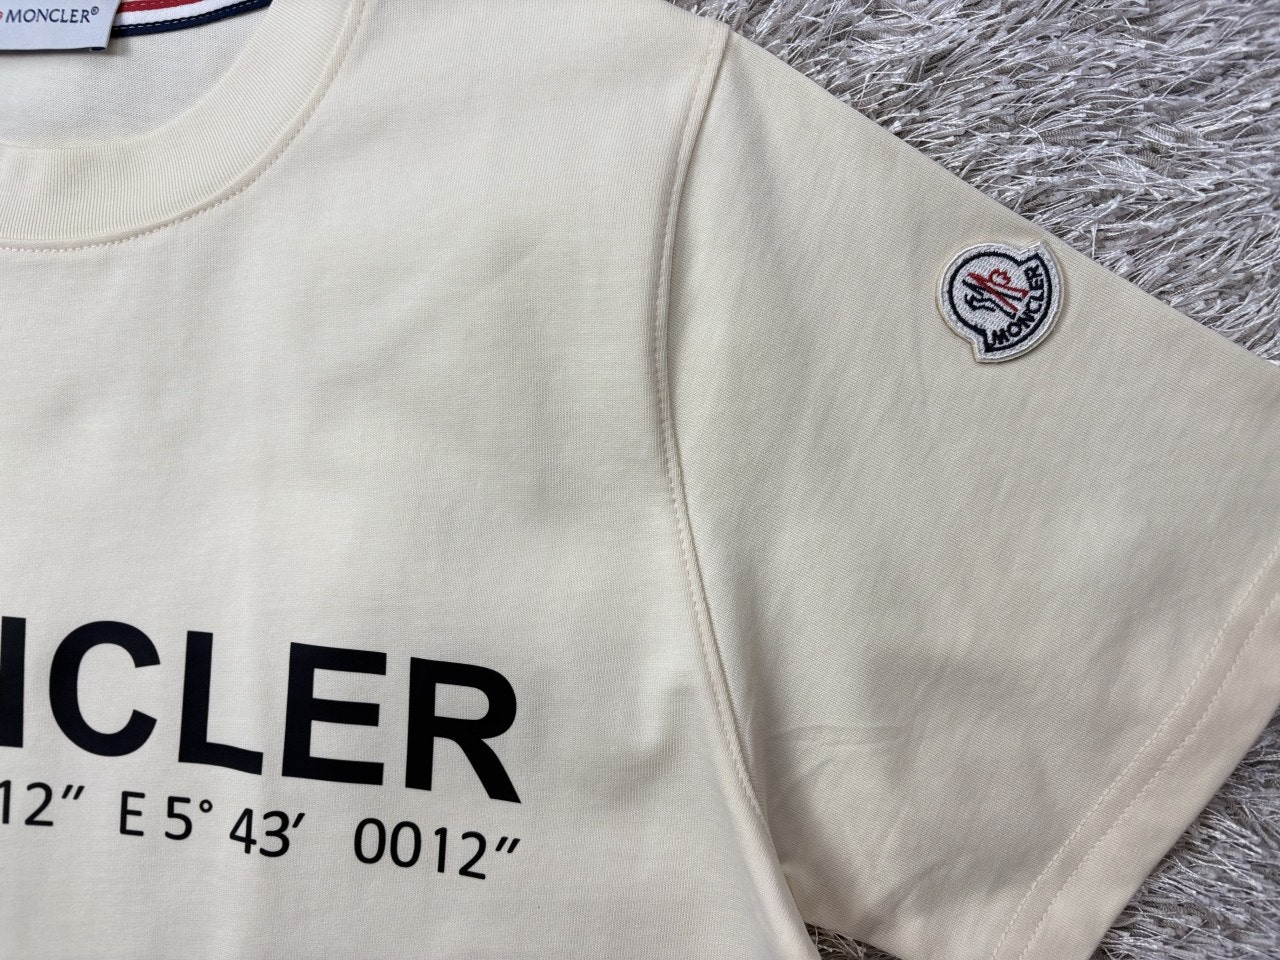 MONCLER®
MONCLER
NCLER
12″ E 5° 43′ 0012″